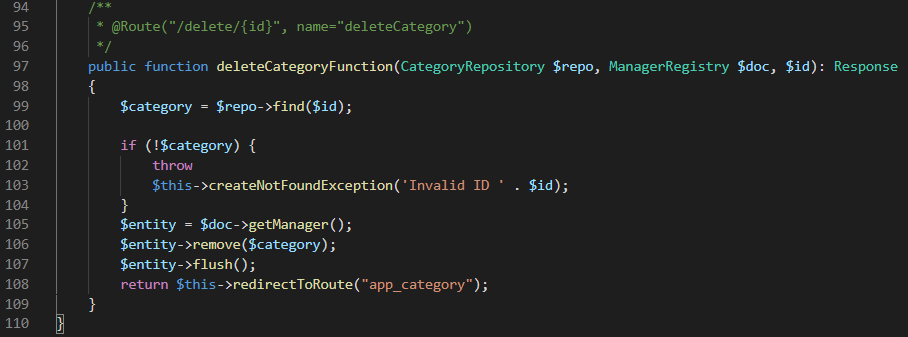 94 /**
95 * @Route("/delete/{id}", name="deleteCategory")
96 */
97 public function deleteCategoryFunction(CategoryRepository $repo, ManagerRegistry $doc, $id): Response
98 {
99 $category = $repo->find($id);
100
101 if (!$category) {
102 throw
103 $this->createNotFoundException('Invalid ID ' . $id);
104 }
105 $entity = $doc->getManager();
106 $entity->remove($category);
107 $entity->flush();
108 return $this->redirectToRoute("app_category");
109 }
110 }